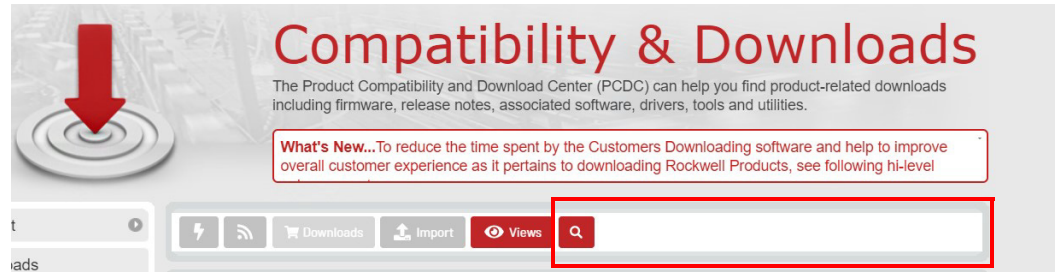 Compatibility & Downloads
The Product Compatibility and Download Center (PCDC) can help you find product-related downloads
including firmware, release notes, associated software, drivers, tools and utilities.
What's New...To reduce the time spent by the Customers Downloading software and help to improve
overall customer experience as it pertains to downloading Rockwell Products, see following hi-level
t
Downloads
Import
Views
oads